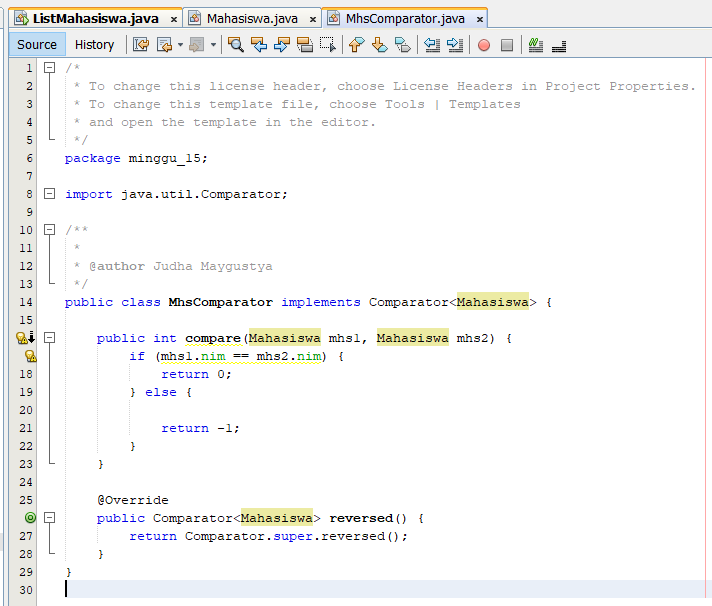 ListMahasiswa.java × Mahasiswa.java × MhsComparator.java ×
Source History
1 /*
2 * To change this license header, choose License Headers in Project Properties.
3 * To change this template file, choose Tools | Templates
4 * and open the template in the editor.
5 */
6 package minggu_15;
7
8 import java.util.Comparator;
9
10 /**
11 *
12 * @author Judha Maygustya
13 */
14 public class MhsComparator implements Comparator<Mahasiswa> {
15
public int compare(Mahasiswa mhs1, Mahasiswa mhs2) {
if (mhs1.nim == mhs2.nim) {
18 return 0;
19 } else {
20
21 return -1;
22 }
23 }
24
25 @Override
public Comparator<Mahasiswa> reversed() {
27 return Comparator.super.reversed();
28 }
29 }
30